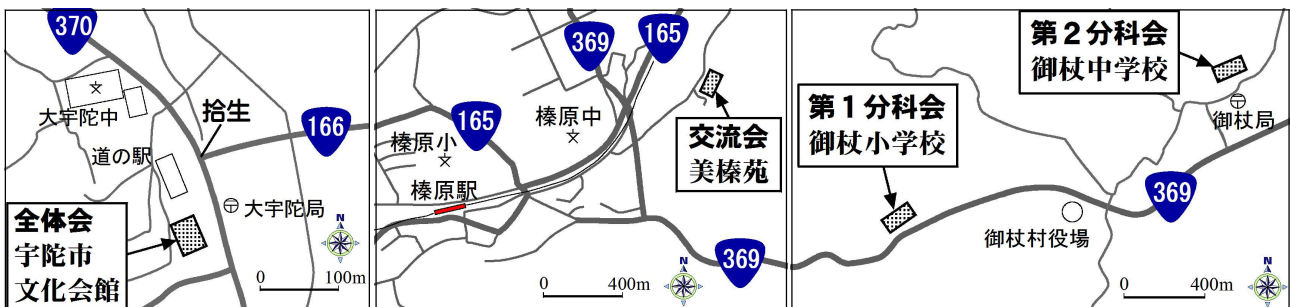 370
大宇陀中
拾生
道の駅
166
大宇陀局
全体会
宇陀市
文化会館
N
0 100m
369
165
165
榛原中
榛原小
榛原駅
交流会
美榛苑
369
N
0 400m
第2分科会
御杖中学校
第1分科会
御杖小学校
御杖局
369
御杖村役場
N
0 400m